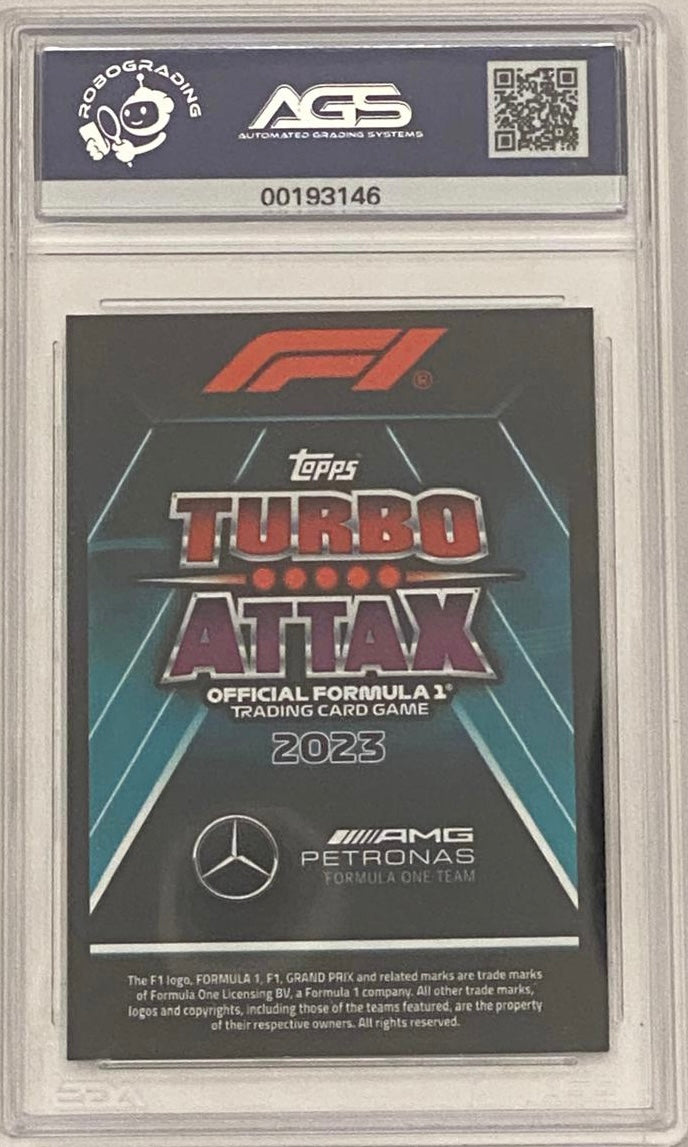 ROBOGRADING
AGS
AUTOMATED GRADING SYSTEMS
00193146
F1®
Topps
TURBO
ATTAX
OFFICIAL FORMULA 1®
TRADING CARD GAME
2023
AMG
PETRONAS
FORMULA ONE TEAM
The F1 logo, FORMULA 1, F1, GRAND PRIX and related marks are trade marks
of Formula One Licensing BV, a Formula 1 company. All other trade marks,
logos and copyrights, including those of the teams featured, are the property
of their respective owners. All rights reserved.